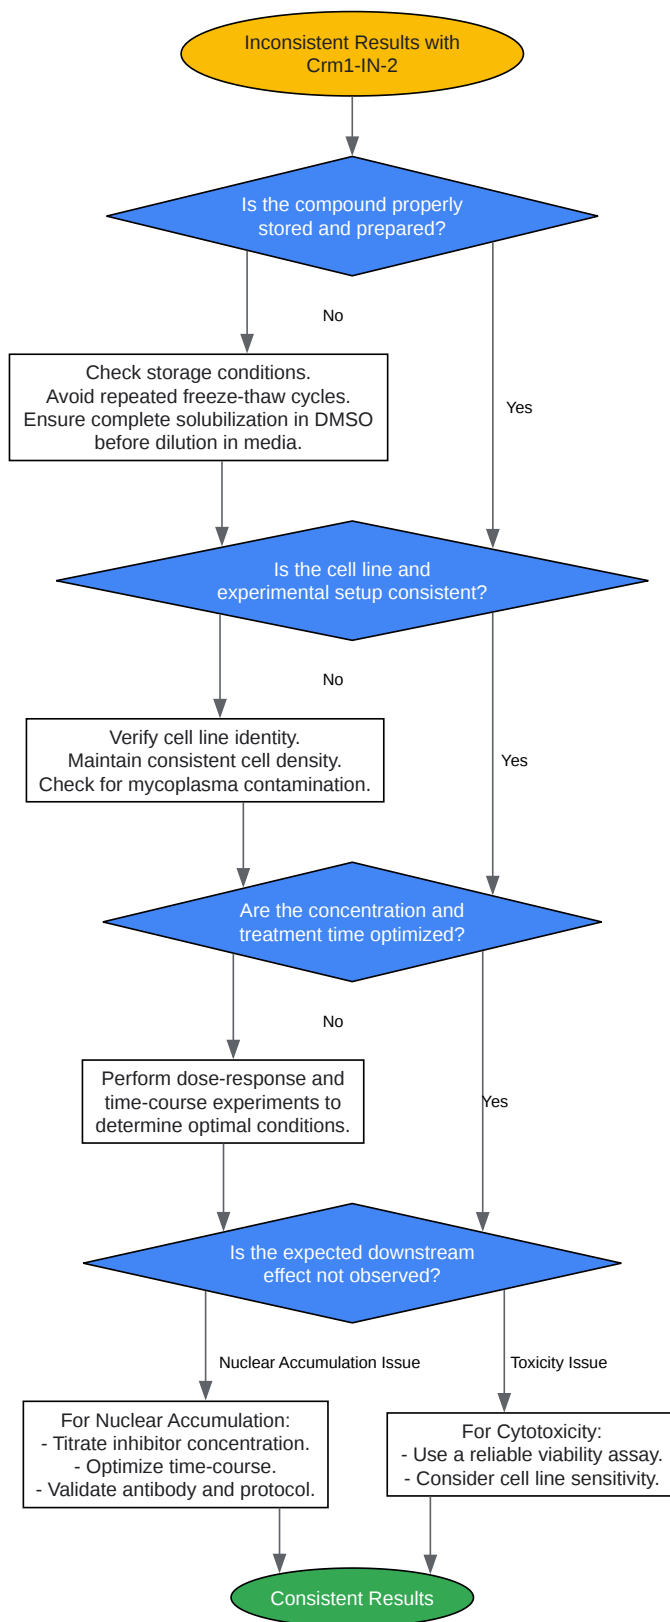 Inconsistent Results with
Crm1-IN-2
Is the compound properly
stored and prepared?
No
Check storage conditions.
Avoid repeated freeze-thaw cycles.
Ensure complete solubilization in DMSO
before dilution in media.
Yes
Is the cell line and
experimental setup consistent?
No
Verify cell line identity.
Maintain consistent cell density.
Check for mycoplasma contamination.
Yes
Are the concentration and
treatment time optimized?
No
Perform dose-response and
time-course experiments to
determine optimal conditions.
Yes
Is the expected downstream
effect not observed?
Nuclear Accumulation Issue
Toxicity Issue
For Nuclear Accumulation:
- Titrate inhibitor concentration.
- Optimize time-course.
- Validate antibody and protocol.
For Cytotoxicity:
- Use a reliable viability assay.
- Consider cell line sensitivity.
Consistent Results